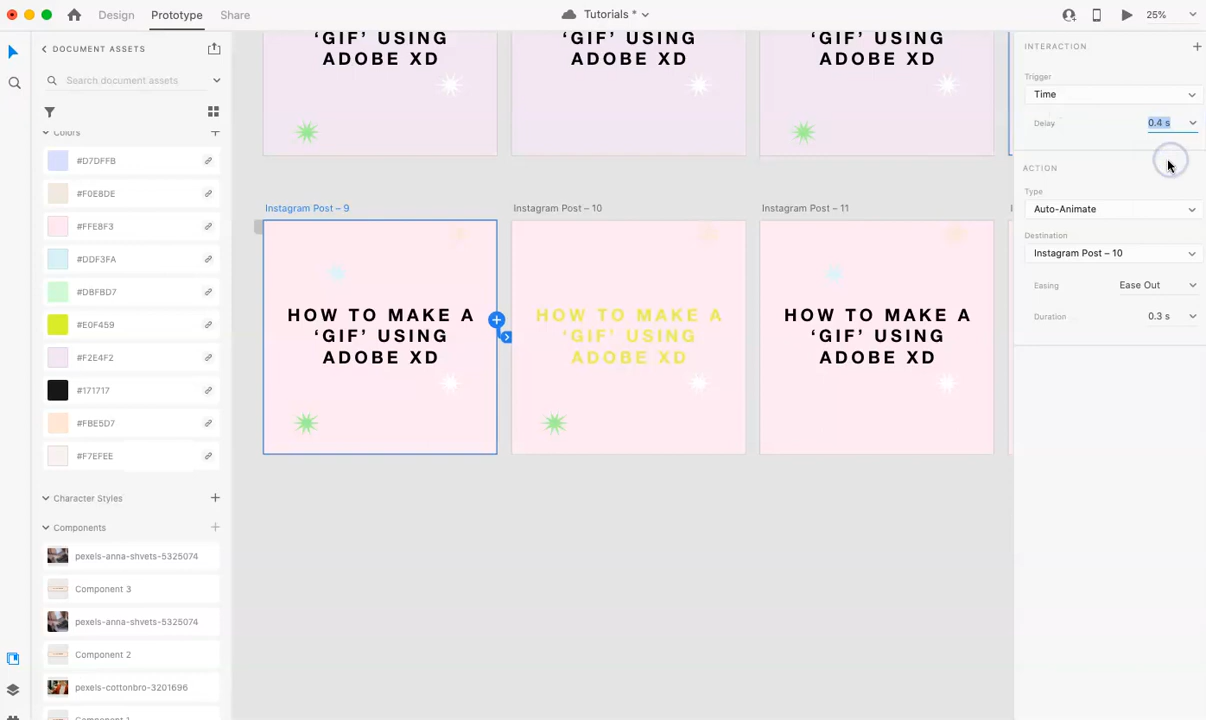 Design
Prototype
Share
Tutorials *
25%
DOCUMENT ASSETS
Search document assets
Colors
#D7DFFB
#F0E8DE
#FFE8F3
#DDF3FA
#DBFBD7
#E0F459
#F2E4F2
#171717
#FBE5D7
#F7EFEE
Character Styles
Components
pexels-anna-shvets-5325074
Component 3
pexels-anna-shvets-5325074
Component 2
pexels-cottonbro-3201696
Component 1
‘GIF’ USING
ADOBE XD
‘GIF’ USING
ADOBE XD
‘GIF’ USING
ADOBE XD
Instagram Post – 9
HOW TO MAKE A
‘GIF’ USING
ADOBE XD
Instagram Post – 10
HOW TO MAKE A
‘GIF’ USING
ADOBE XD
Instagram Post – 11
HOW TO MAKE A
‘GIF’ USING
ADOBE XD
INTERACTION
Trigger
Time
Delay 0.4 s
ACTION
Type
Auto-Animate
Destination
Instagram Post – 10
Easing Ease Out
Duration 0.3 s